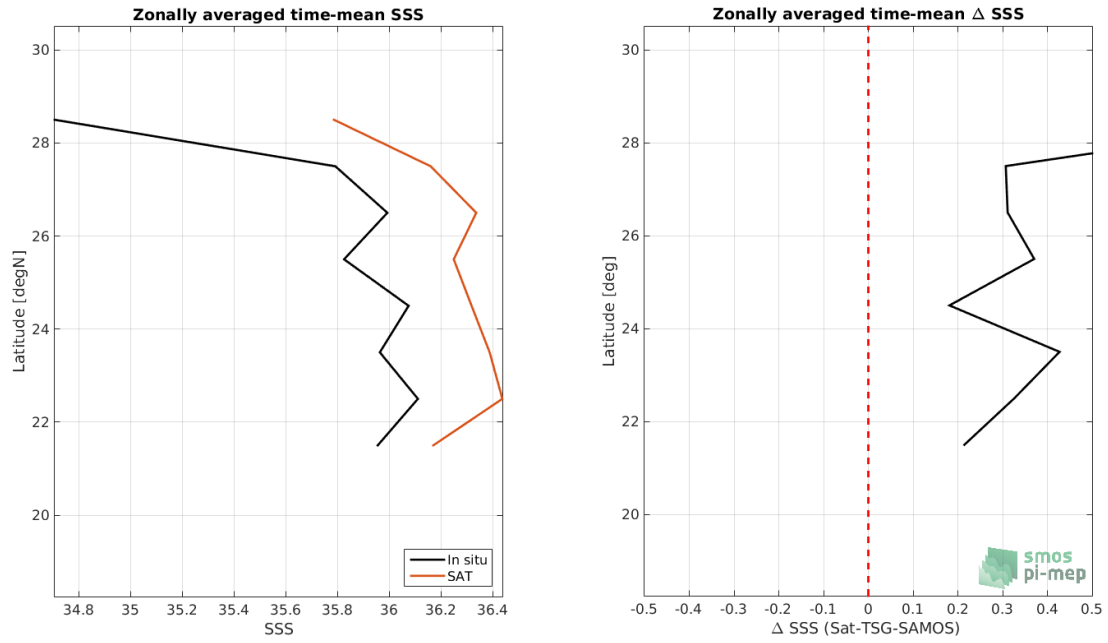 Zonally averaged time-mean SSS
30
28
26
24
22
20
Latitude [degN]
34.8 35 35.2 35.4 35.6 35.8 36 36.2 36.4
SSS
In situ
SAT
Zonally averaged time-mean Δ SSS
30
28
26
24
22
20
Latitude [deg]
-0.5 -0.4 -0.3 -0.2 -0.1 0 0.1 0.2 0.3 0.4 0.5
Δ SSS (Sat-TSG-SAMOS)
smos
pi-mep